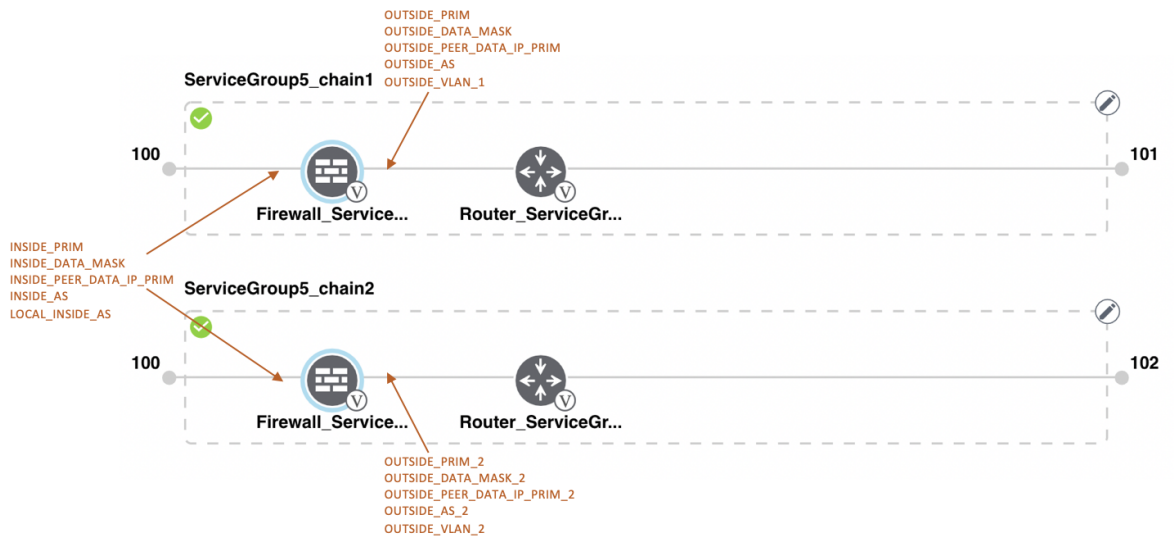 OUTSIDE_PRIM
OUTSIDE_DATA_MASK
OUTSIDE_PEER_DATA_IP_PRIM
OUTSIDE_AS
OUTSIDE_VLAN_1
ServiceGroup5_chain1
100
101
V
V
Firewall_Service...
Router_ServiceGr...
INSIDE_PRIM
INSIDE_DATA_MASK
INSIDE_PEER_DATA_IP_PRIM
INSIDE_AS
LOCAL_INSIDE_AS
ServiceGroup5_chain2
100
102
V
V
Firewall_Service...
Router_ServiceGr...
OUTSIDE_PRIM_2
OUTSIDE_DATA_MASK_2
OUTSIDE_PEER_DATA_IP_PRIM_2
OUTSIDE_AS_2
OUTSIDE_VLAN_2